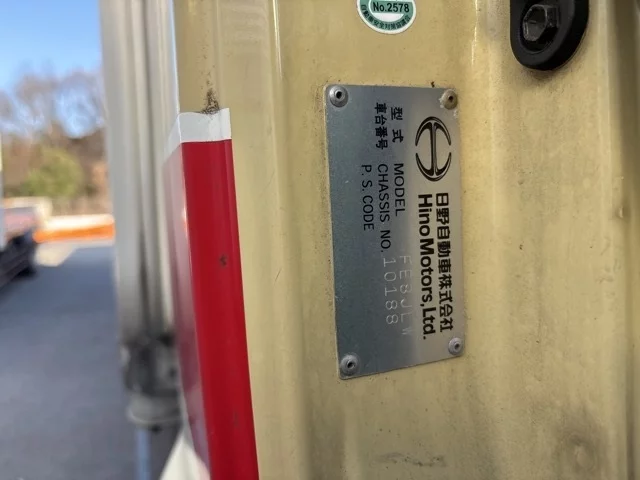 No.2578
日野自動車株式会社
HinoMotors,Ltd.
型式 MODEL FE8JLW
車台番号 CHASSIS NO. 10188
P.S.CODE